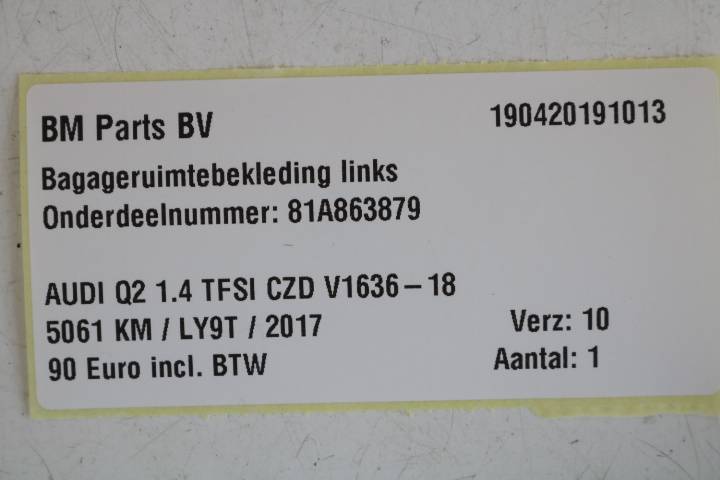 BM Parts BV 190420191013
Bagageruimtebekleding links
Onderdeelnummer: 81A863879
AUDI Q2 1.4 TFSI CZD V1636-18
5061 KM / LY9T / 2017 Verz: 10
90 Euro incl. BTW Aantal: 1